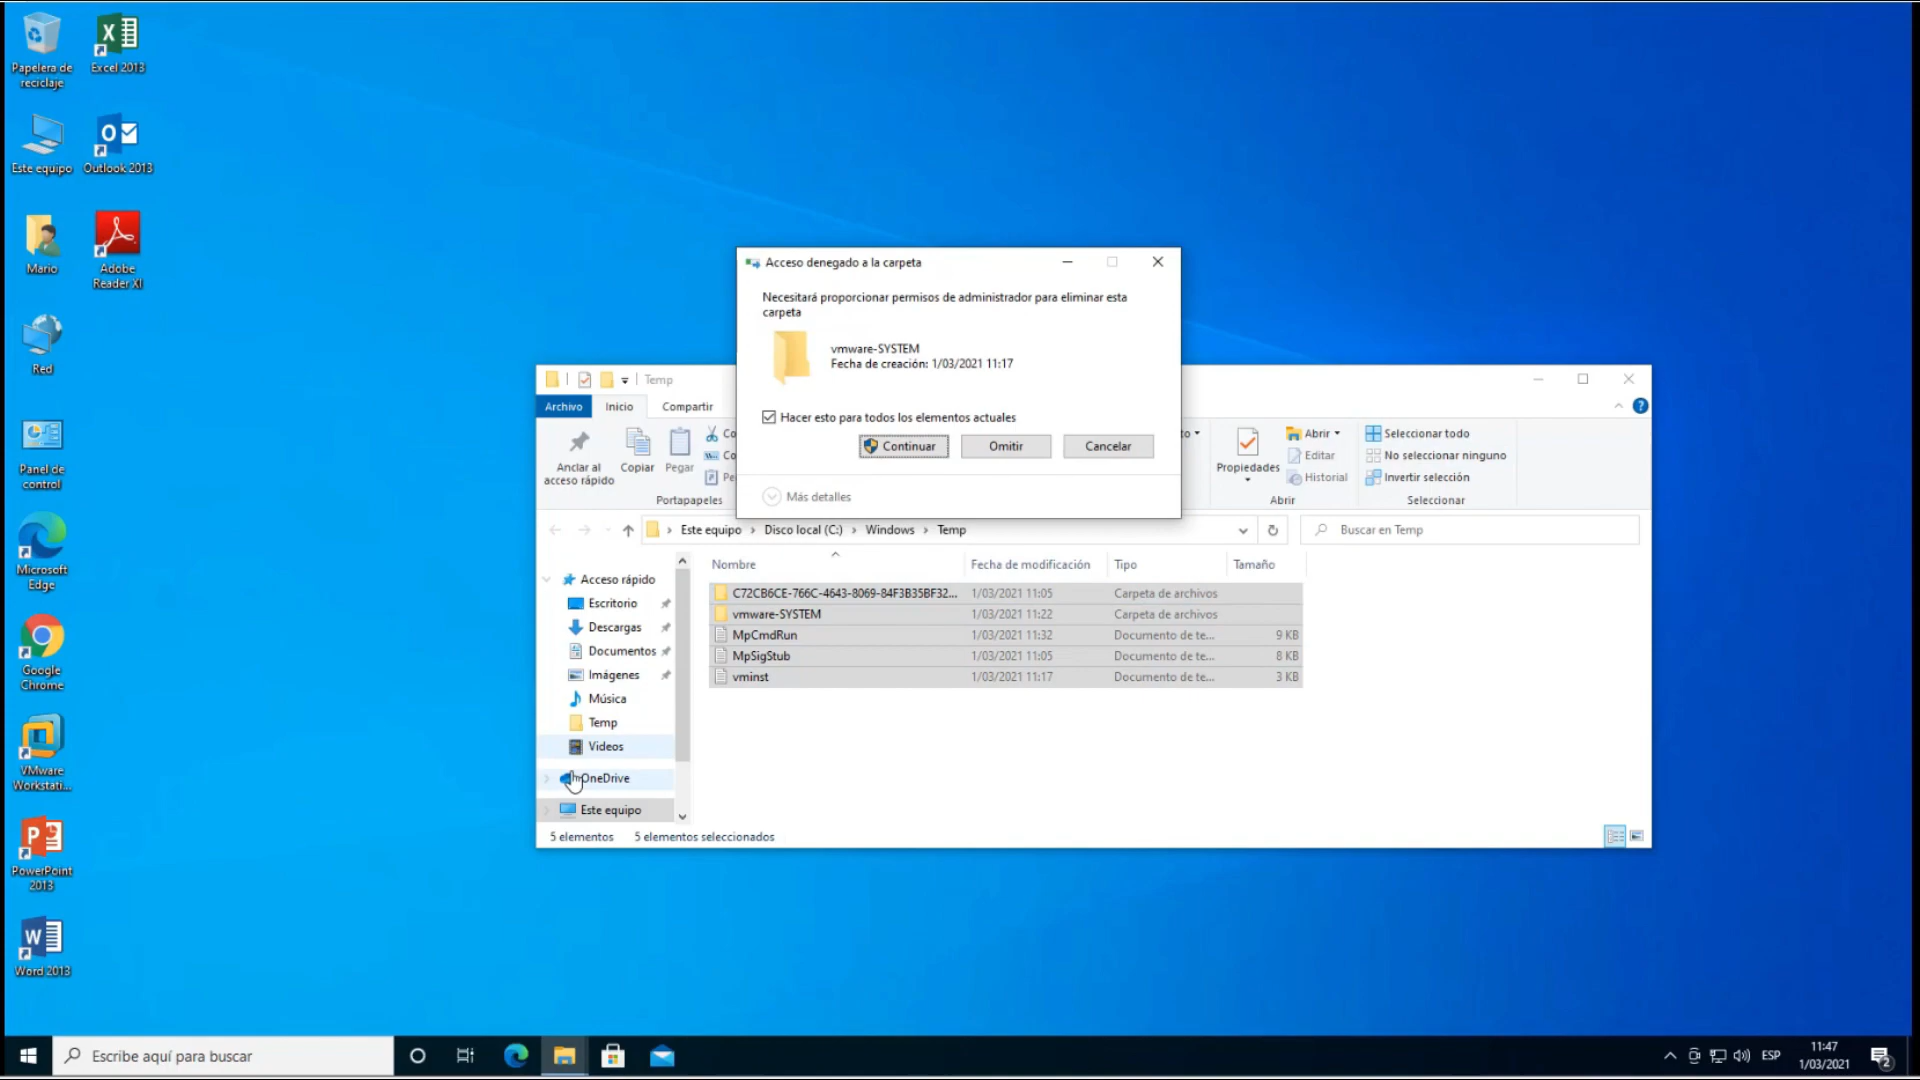 Papelera de
reciclaje
Excel 2013
Este equipo
Outlook 2013
Mario
Adobe
Reader XI
Red
Panel de
control
Microsoft
Edge
Google
Chrome
VMware
Workstati...
PowerPoint
2013
Word 2013
Acceso denegado a la carpeta
Necesitará proporcionar permisos de administrador para eliminar esta
carpeta
vmware-SYSTEM
Fecha de creación: 1/03/2021 11:17
Hacer esto para todos los elementos actuales
Continuar Omitir Cancelar
Más detalles
Temp
Archivo Inicio Compartir
Anclar al
acceso rápido
Copiar
Pegar
Co
Co
Pe
Portapapeles
to
Propiedades
Abrir
Editar
Historial
Abrir
Seleccionar todo
No seleccionar ninguno
Invertir selección
Seleccionar
Este equipo > Disco local (C:) > Windows > Temp
Buscar en Temp
Acceso rápido
Escritorio
Descargas
Documentos
Imágenes
Música
Temp
Videos
OneDrive
Este equipo
Nombre Fecha de modificación Tipo Tamaño
C72CB6CE-766C-4643-8069-84F3B35BF32... 1/03/2021 11:05 Carpeta de archivos
vmware-SYSTEM 1/03/2021 11:22 Carpeta de archivos
MpCmdRun 1/03/2021 11:32 Documento de te... 9 KB
MpSigStub 1/03/2021 11:05 Documento de te... 8 KB
vminst 1/03/2021 11:17 Documento de te... 3 KB
5 elementos 5 elementos seleccionados
Escribe aquí para buscar
ESP
11:47
1/03/2021
2